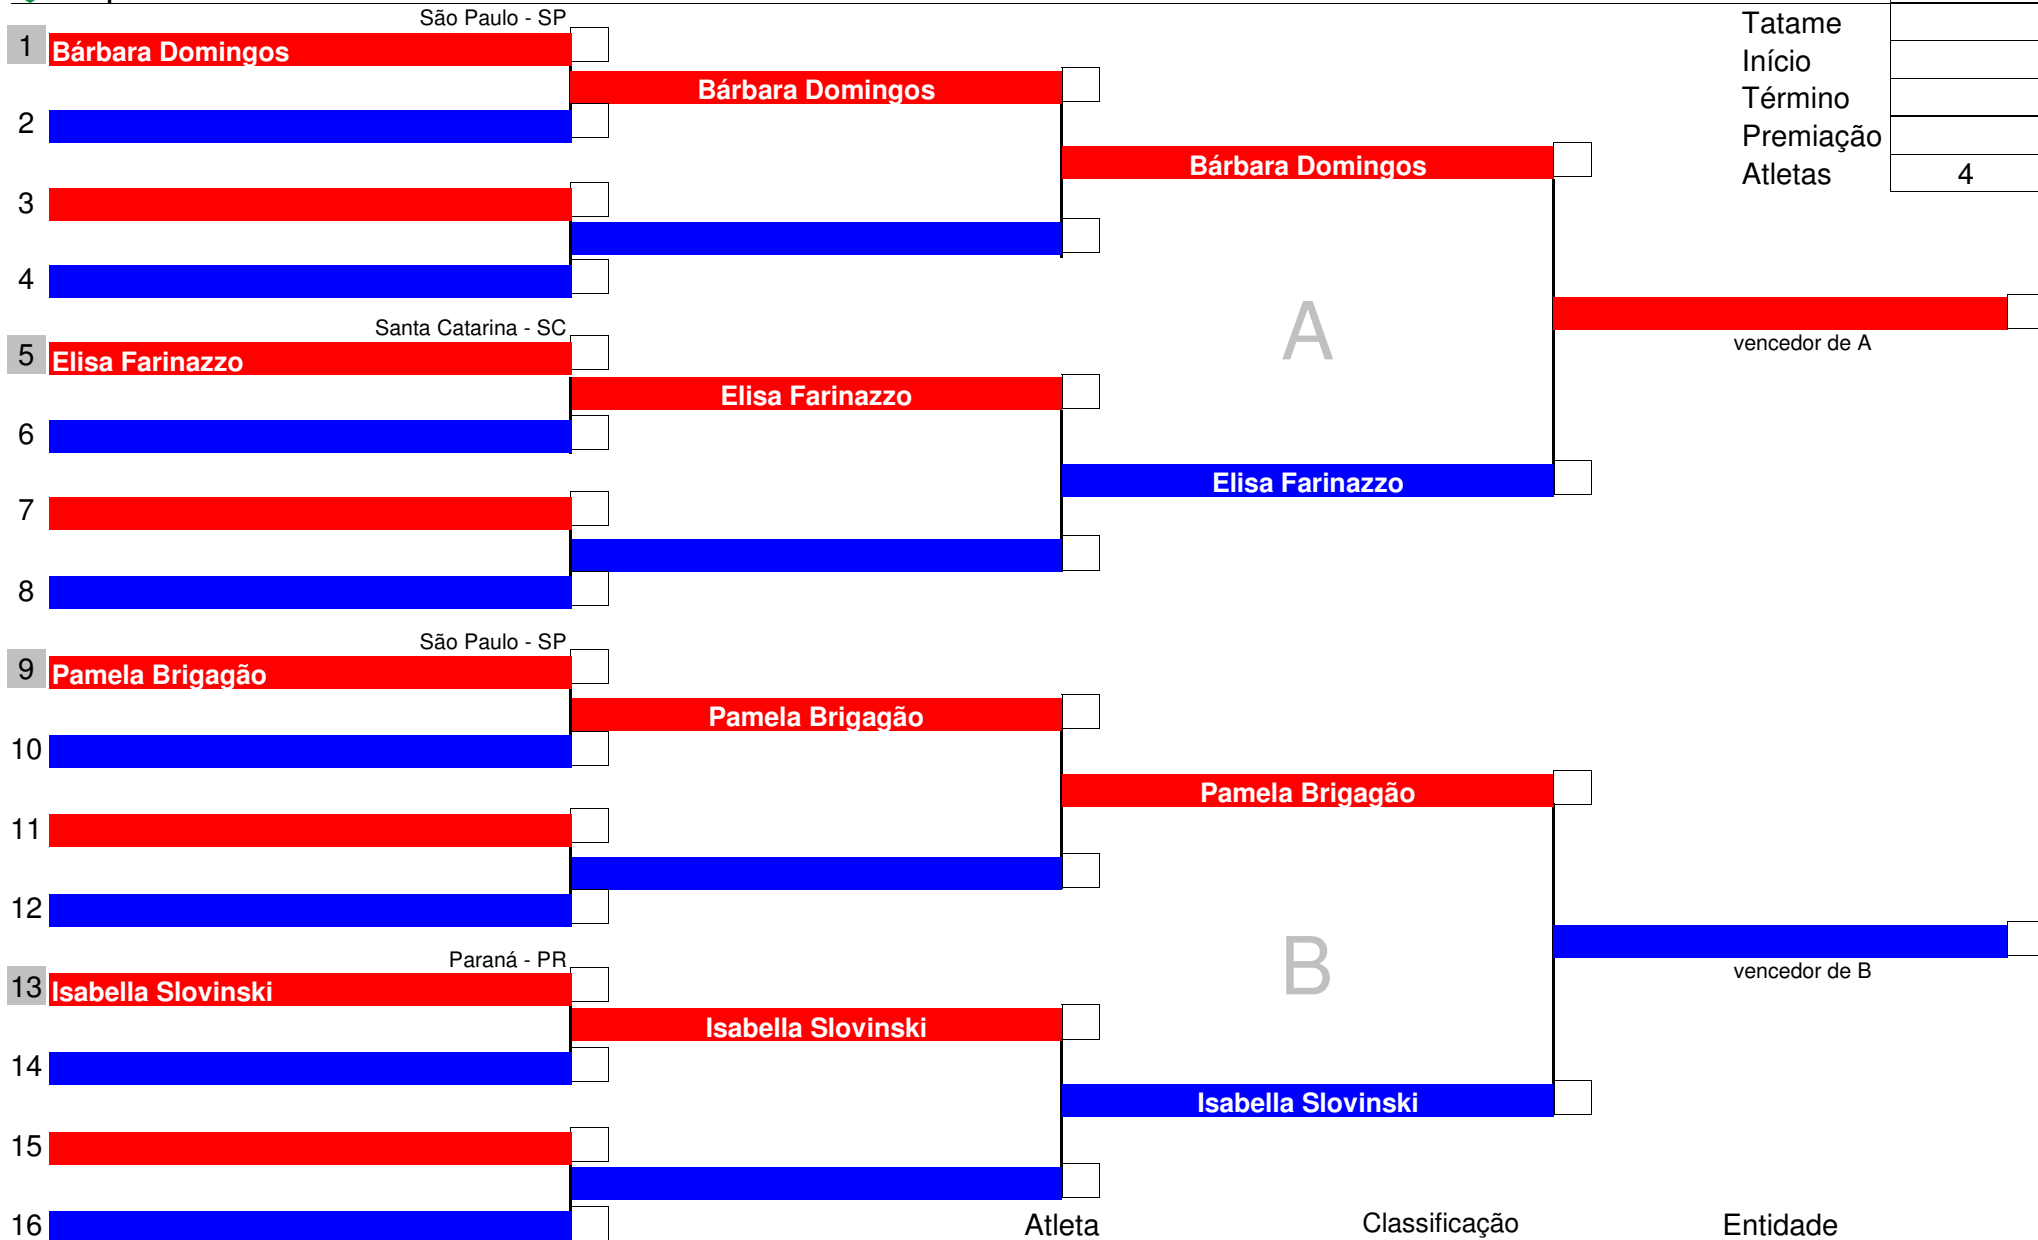 São Paulo - SP
1 Bárbara Domingos
Bárbara Domingos
2
Bárbara Domingos
3
4
Santa Catarina - SC
5 Elisa Farinazzo
Elisa Farinazzo
6
Elisa Farinazzo
7
8
A
vencedor de A
São Paulo - SP
9 Pamela Brigagão
Pamela Brigagão
10
Pamela Brigagão
11
12
Paraná - PR
13 Isabella Slovinski
Isabella Slovinski
14
Isabella Slovinski
15
16
B
vencedor de B
Tatame
Início
Término
Premiação
Atletas 4
Atleta Classificação Entidade